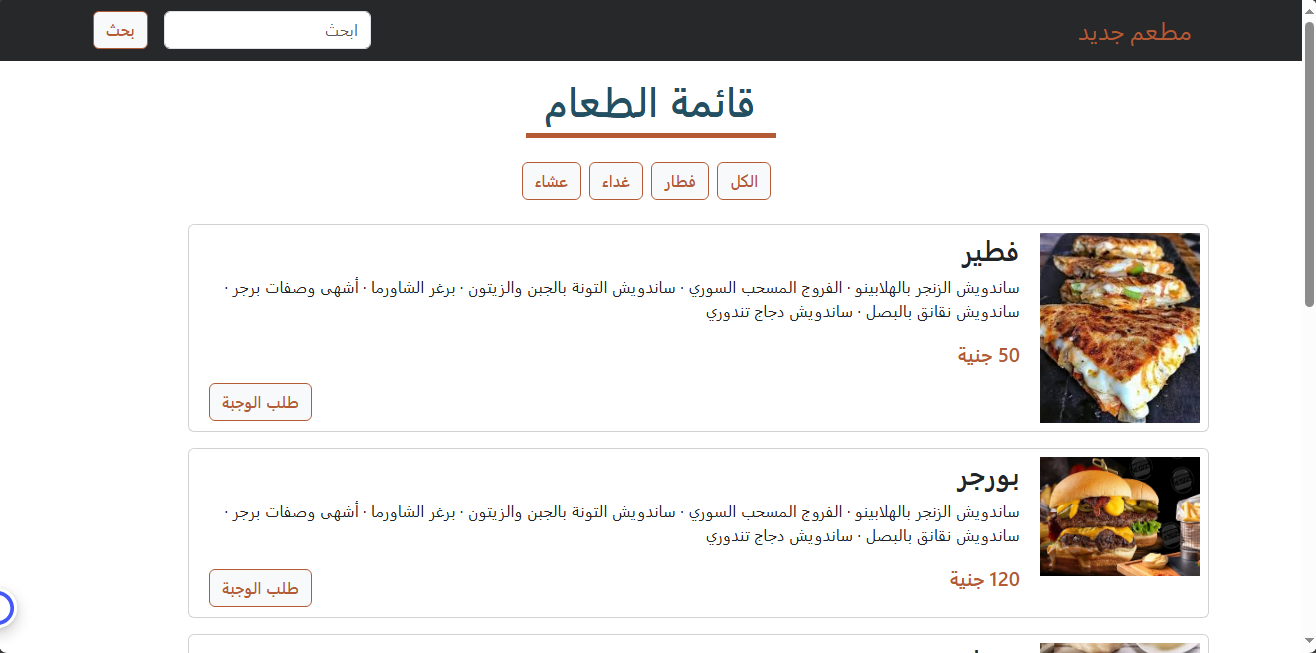 مطعم جديد
ابحث
بحث
قائمة الطعام
الكل
فطار
غداء
عشاء
فطير
ساندويش الزنجر بالهلابينو · الفروج المسحب السوري · ساندويش التونة بالجبن والزيتون · برغر الشاورما · أشهى وصفات برجر ·
ساندويش نقانق بالبصل · ساندويش دجاج تندوري
50 جنية
طلب الوجبة
بورجر
ساندويش الزنجر بالهلابينو · الفروج المسحب السوري · ساندويش التونة بالجبن والزيتون · برغر الشاورما · أشهى وصفات برجر ·
ساندويش نقانق بالبصل · ساندويش دجاج تندوري
120 جنية
طلب الوجبة